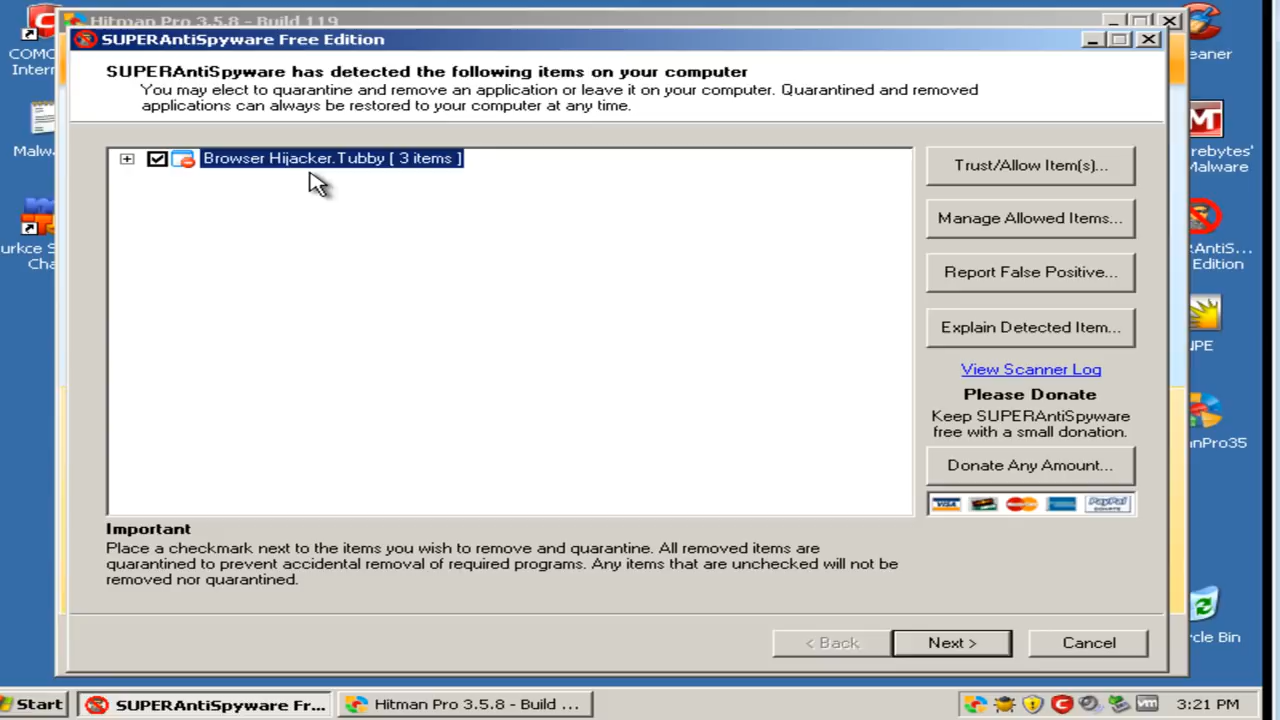 Hitman Pro 3.5.8 - Build 119
SUPERAntiSpyware Free Edition
SUPERAntiSpyware has detected the following items on your computer
You may elect to quarantine and remove an application or leave it on your computer. Quarantined and removed
applications can always be restored to your computer at any time.
Browser Hijacker.Tubby [ 3 items ]
Trust/Allow Item(s)...
Manage Allowed Items...
Report False Positive...
Explain Detected Item...
View Scanner Log
Please Donate
Keep SUPERAntiSpyware
free with a small donation.
Donate Any Amount...
VISA
PayPal
DONATE
Important
Place a checkmark next to the items you wish to remove and quarantine. All removed items are
quarantined to prevent accidental removal of required programs. Any items that are unchecked will not be
removed nor quarantined.
< Back
Next >
Cancel
COMO
Intern
Malw
urkce S
Cha
eaner
rebytes'
Malware
RAntiS...
Edition
NPE
anPro35
cycle Bin
Start
SUPERAntiSpyware Fr...
Hitman Pro 3.5.8 - Build ...
3:21 PM